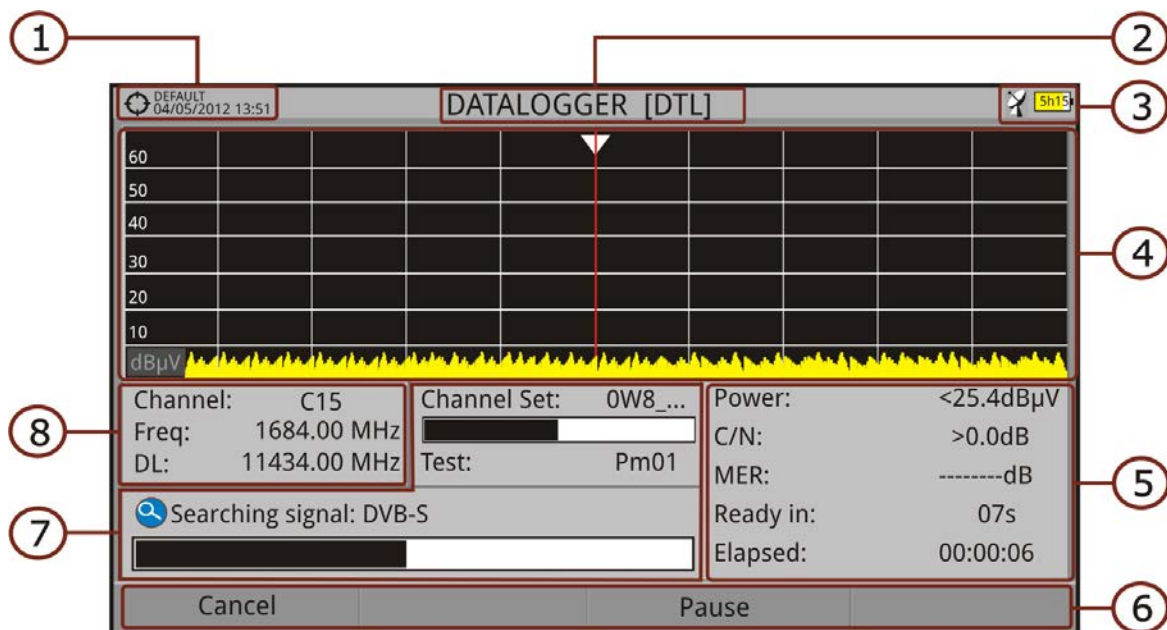 1
2
DEFAULT
04/05/2012 13:51
DATALOGGER [DTL]
5h15
3
60
50
40
30
20
10
dBµV
4
Channel: C15
Freq: 1684.00 MHz
DL: 11434.00 MHz
8
Channel Set: 0W8_...
Test: Pm01
Power: <25.4dBµV
C/N: >0.0dB
MER: --------dB
Ready in: 07s
Elapsed: 00:00:06
5
Searching signal: DVB-S
7
Cancel
Pause
6